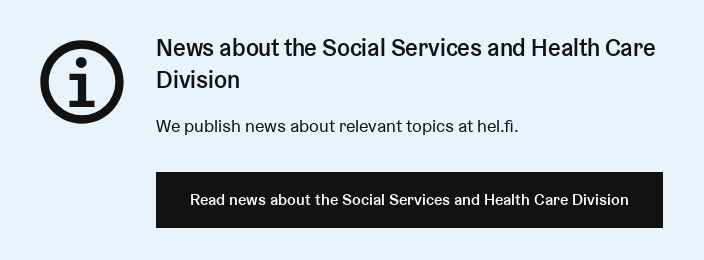 News about the Social Services and Health Care
Division
We publish news about relevant topics at hel.fi.
Read news about the Social Services and Health Care Division